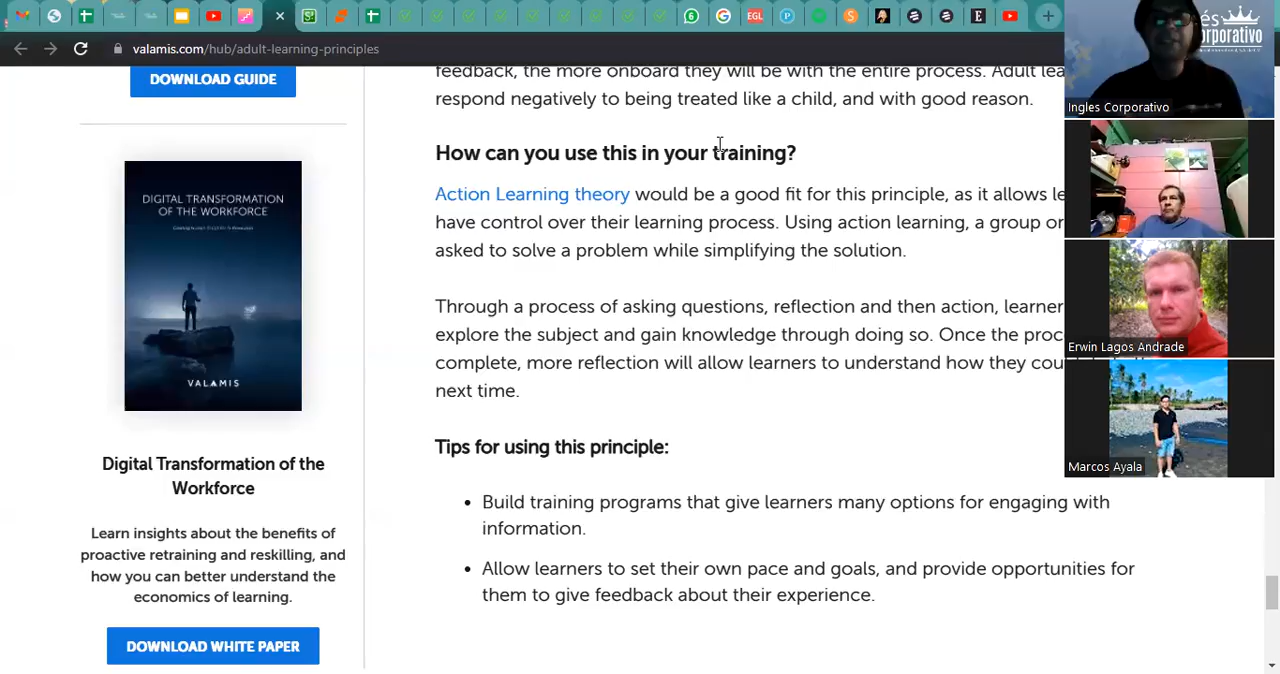 valamis.com/hub/adult-learning-principles
DOWNLOAD GUIDE
DIGITAL TRANSFORMATION
OF THE WORKFORCE
VALAMIS
Digital Transformation of the
Workforce
Learn insights about the benefits of
proactive retraining and reskilling, and
how you can better understand the
economics of learning.
DOWNLOAD WHITE PAPER
feedback, the more onboard they will be with the entire process. Adult lea
respond negatively to being treated like a child, and with good reason.
How can you use this in your training?
Action Learning theory would be a good fit for this principle, as it allows le
have control over their learning process. Using action learning, a group or
asked to solve a problem while simplifying the solution.
Through a process of asking questions, reflection and then action, learner
explore the subject and gain knowledge through doing so. Once the proc
complete, more reflection will allow learners to understand how they cou
next time.
Tips for using this principle:
• Build training programs that give learners many options for engaging with
information.
• Allow learners to set their own pace and goals, and provide opportunities for
them to give feedback about their experience.
és
orporativo
Ingles Corporativo
Erwin Lagos Andrade
Marcos Ayala
EGL